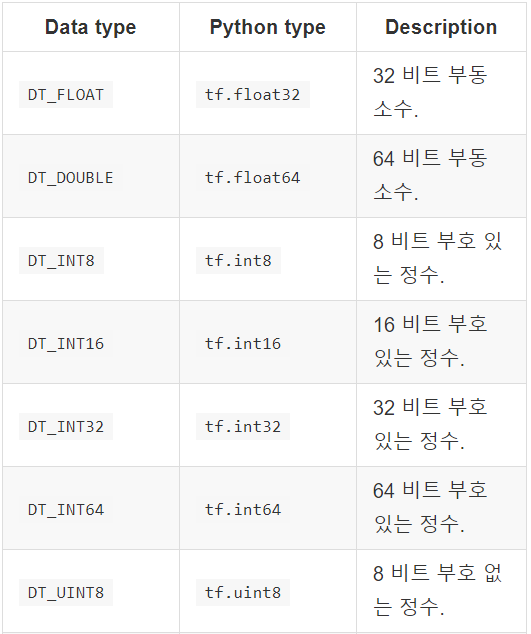 Data type Python type Description
DT_FLOAT tf.float32 32 비트 부동
소수.
DT_DOUBLE tf.float64 64 비트 부동
소수.
DT_INT8 tf.int8 8 비트 부호 있
는 정수.
DT_INT16 tf.int16 16 비트 부호
있는 정수.
DT_INT32 tf.int32 32 비트 부호
있는 정수.
DT_INT64 tf.int64 64 비트 부호
있는 정수.
DT_UINT8 tf.uint8 8 비트 부호 없
는 정수.